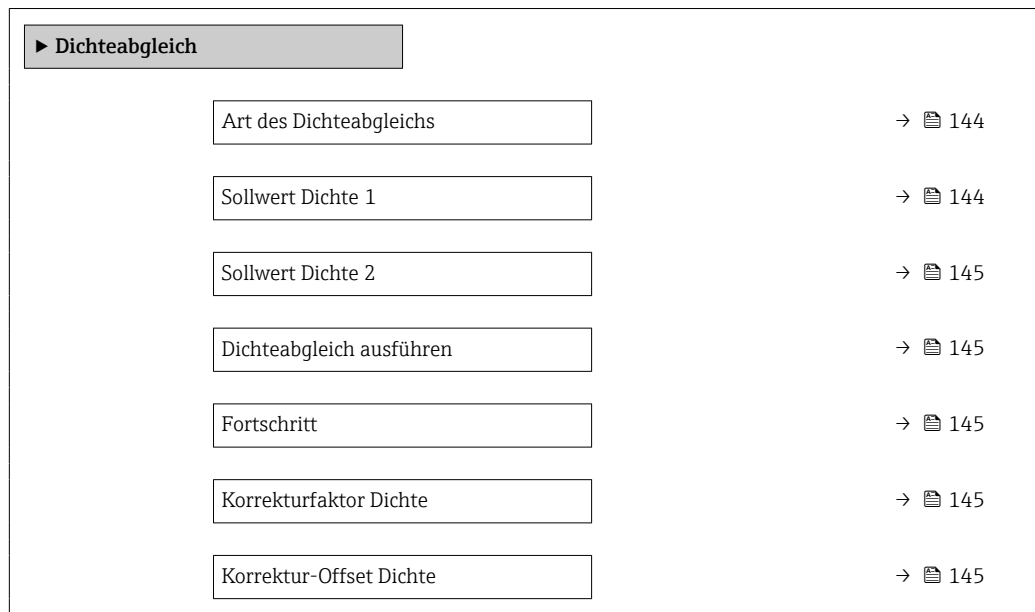 ▶ Dichteabgleich
Art des Dichteabgleichs → 144
Sollwert Dichte 1 → 144
Sollwert Dichte 2 → 145
Dichteabgleich ausführen → 145
Fortschritt → 145
Korrekturfaktor Dichte → 145
Korrektur-Offset Dichte → 145